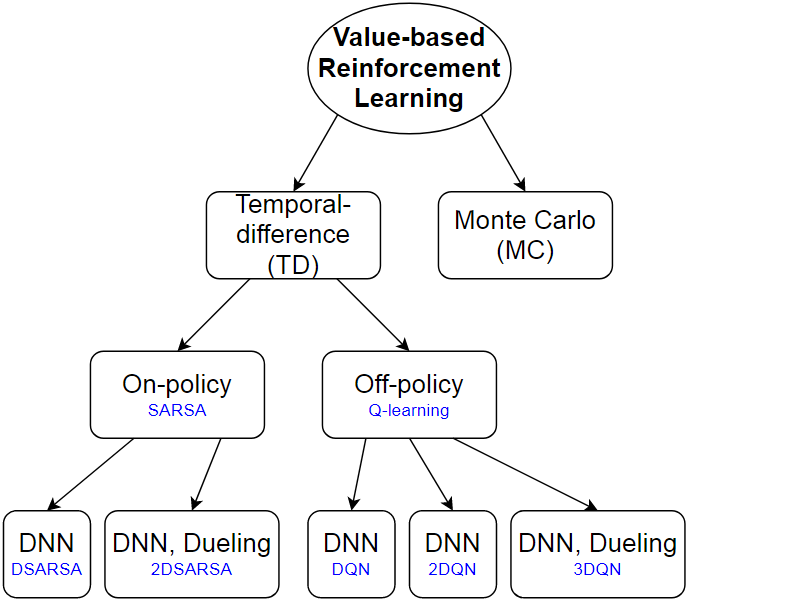 Value-based
Reinforcement
Learning
Temporal-
difference
(TD)
Monte Carlo
(MC)
On-policy
SARSA
Off-policy
Q-learning
DNN
DSARSA
DNN, Dueling
2DSARSA
DNN
DQN
DNN
2DQN
DNN, Dueling
3DQN